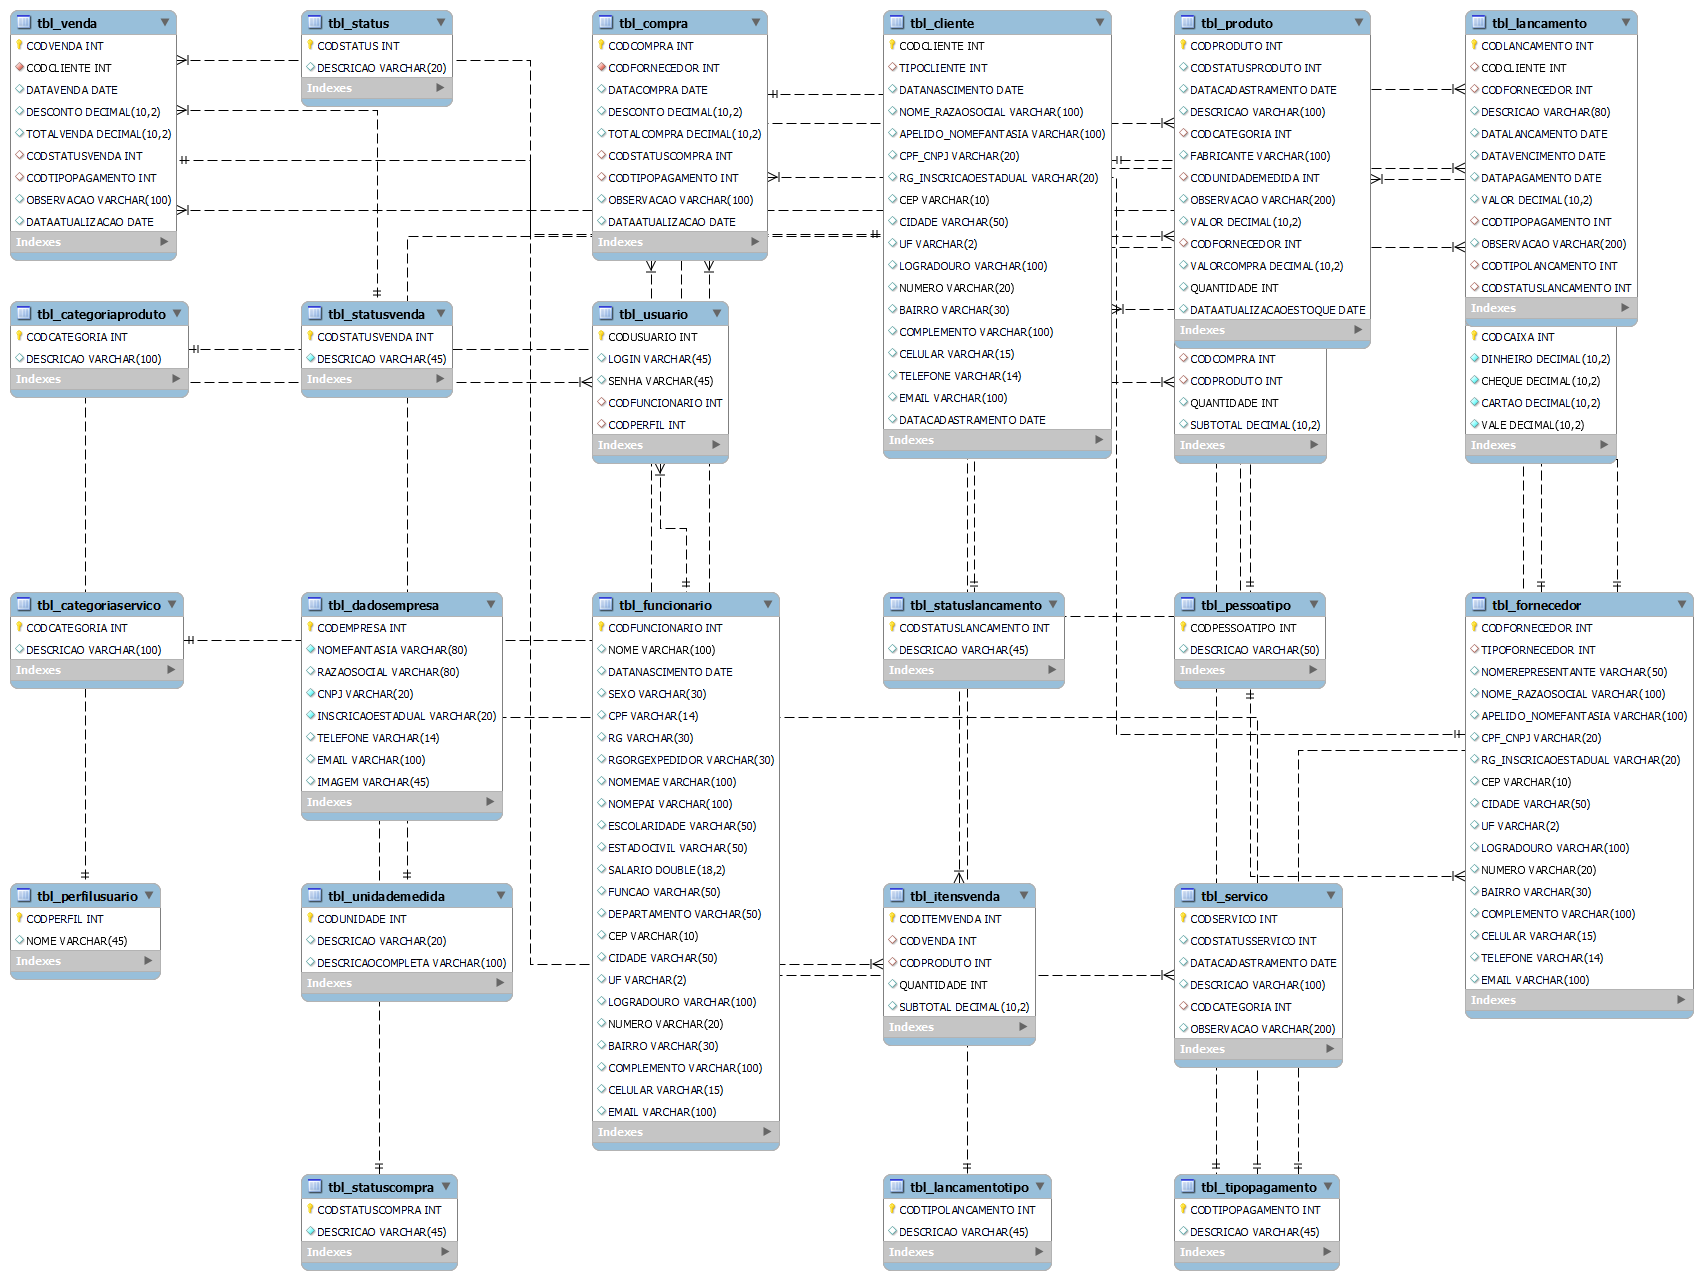 tbl_venda
CODVENDA INT
CODCLIENTE INT
DATAVENDA DATE
DESCONTO DECIMAL(10,2)
TOTALVENDA DECIMAL(10,2)
CODSTATUSVENDA INT
CODTIPOPAGAMENTO INT
OBSERVACAO VARCHAR(100)
DATAATUALIZACAO DATE
Indexes
tbl_status
CODSTATUS INT
DESCRICAO VARCHAR(20)
Indexes
tbl_compra
CODCOMPRA INT
CODFORNECEDOR INT
DATACOMPRA DATE
DESCONTO DECIMAL(10,2)
TOTALCOMPRA DECIMAL(10,2)
CODSTATUSCOMPRA INT
CODTIPOPAGAMENTO INT
OBSERVACAO VARCHAR(100)
DATAATUALIZACAO DATE
Indexes
tbl_cliente
CODCLIENTE INT
TIPOCLIENTE INT
DATANASCIMENTO DATE
NOME_RAZAOSOCIAL VARCHAR(100)
APELIDO_NOMEFANTASIA VARCHAR(100)
CPF_CNPJ VARCHAR(20)
RG_INSCRICAOESTADUAL VARCHAR(20)
CEP VARCHAR(10)
CIDADE VARCHAR(50)
UF VARCHAR(2)
LOGRADOURO VARCHAR(100)
NUMERO VARCHAR(20)
BAIRRO VARCHAR(30)
COMPLEMENTO VARCHAR(100)
CELULAR VARCHAR(15)
TELEFONE VARCHAR(14)
EMAIL VARCHAR(100)
DATACADASTRAMENTO DATE
Indexes
tbl_produto
CODPRODUTO INT
CODSTATUSPRODUTO INT
DATACADASTRAMENTO DATE
DESCRICAO VARCHAR(100)
CODCATEGORIA INT
FABRICANTE VARCHAR(100)
CODUNIDADEMEDIDA INT
OBSERVACAO VARCHAR(200)
VALOR DECIMAL(10,2)
CODFORNECEDOR INT
VALORCOMPRA DECIMAL(10,2)
QUANTIDADE INT
DATAATUALIZACAOESTOQUE DATE
Indexes
CODCOMPRA INT
CODPRODUTO INT
QUANTIDADE INT
SUBTOTAL DECIMAL(10,2)
Indexes
tbl_lancamento
CODLANCAMENTO INT
CODCLIENTE INT
CODFORNECEDOR INT
DESCRICAO VARCHAR(80)
DATALANCAMENTO DATE
DATAVENCIMENTO DATE
DATAPAGAMENTO DATE
VALOR DECIMAL(10,2)
CODTIPOPAGAMENTO INT
OBSERVACAO VARCHAR(200)
CODTIPOLANCAMENTO INT
CODSTATUSLANCAMENTO INT
Indexes
CODCAIXA INT
DINHEIRO DECIMAL(10,2)
CHEQUE DECIMAL(10,2)
CARTAO DECIMAL(10,2)
VALE DECIMAL(10,2)
Indexes
tbl_categoriaproduto
CODCATEGORIA INT
DESCRICAO VARCHAR(100)
Indexes
tbl_statusvenda
CODSTATUSVENDA INT
DESCRICAO VARCHAR(45)
Indexes
tbl_usuario
CODUSUARIO INT
LOGIN VARCHAR(45)
SENHA VARCHAR(45)
CODFUNCIONARIO INT
CODPERFIL INT
Indexes
tbl_categoriaservico
CODCATEGORIA INT
DESCRICAO VARCHAR(100)
Indexes
tbl_dadosempresa
CODEMPRESA INT
NOMEFANTASIA VARCHAR(80)
RAZAOSOCIAL VARCHAR(80)
CNPJ VARCHAR(20)
INSCRICAOESTADUAL VARCHAR(20)
TELEFONE VARCHAR(14)
EMAIL VARCHAR(100)
IMAGEM VARCHAR(45)
Indexes
tbl_funcionario
CODFUNCIONARIO INT
NOME VARCHAR(100)
DATANASCIMENTO DATE
SEXO VARCHAR(30)
CPF VARCHAR(14)
RG VARCHAR(30)
RGORGEXPEDIDOR VARCHAR(30)
NOMEMAE VARCHAR(100)
NOMEPAI VARCHAR(100)
ESCOLARIDADE VARCHAR(50)
ESTADOCIVIL VARCHAR(50)
SALARIO DOUBLE(18,2)
FUNCAO VARCHAR(50)
DEPARTAMENTO VARCHAR(50)
CEP VARCHAR(10)
CIDADE VARCHAR(50)
UF VARCHAR(2)
LOGRADOURO VARCHAR(100)
NUMERO VARCHAR(20)
BAIRRO VARCHAR(30)
COMPLEMENTO VARCHAR(100)
CELULAR VARCHAR(15)
EMAIL VARCHAR(100)
Indexes
tbl_statuslancamento
CODSTATUSLANCAMENTO INT
DESCRICAO VARCHAR(45)
Indexes
tbl_pessoatipo
CODPESSOATIPO INT
DESCRICAO VARCHAR(50)
Indexes
tbl_fornecedor
CODFORNECEDOR INT
TIPOFORNECEDOR INT
NOMEREPRESENTANTE VARCHAR(50)
NOME_RAZAOSOCIAL VARCHAR(100)
APELIDO_NOMEFANTASIA VARCHAR(100)
CPF_CNPJ VARCHAR(20)
RG_INSCRICAOESTADUAL VARCHAR(20)
CEP VARCHAR(10)
CIDADE VARCHAR(50)
UF VARCHAR(2)
LOGRADOURO VARCHAR(100)
NUMERO VARCHAR(20)
BAIRRO VARCHAR(30)
COMPLEMENTO VARCHAR(100)
CELULAR VARCHAR(15)
TELEFONE VARCHAR(14)
EMAIL VARCHAR(100)
Indexes
tbl_perfilusuario
CODPERFIL INT
NOME VARCHAR(45)
Indexes
tbl_unidademedida
CODUNIDADE INT
DESCRICAO VARCHAR(20)
DESCRICAOCOMPLETA VARCHAR(100)
Indexes
tbl_itensvenda
CODITEMVENDA INT
CODVENDA INT
CODPRODUTO INT
QUANTIDADE INT
SUBTOTAL DECIMAL(10,2)
Indexes
tbl_servico
CODSERVICO INT
CODSTATUSSERVICO INT
DATACADASTRAMENTO DATE
DESCRICAO VARCHAR(100)
CODCATEGORIA INT
OBSERVACAO VARCHAR(200)
Indexes
tbl_statuscompra
CODSTATUSCOMPRA INT
DESCRICAO VARCHAR(45)
Indexes
tbl_lancamentotipo
CODTIPOLANCAMENTO INT
DESCRICAO VARCHAR(45)
Indexes
tbl_tipopagamento
CODTIPOPAGAMENTO INT
DESCRICAO VARCHAR(45)
Indexes